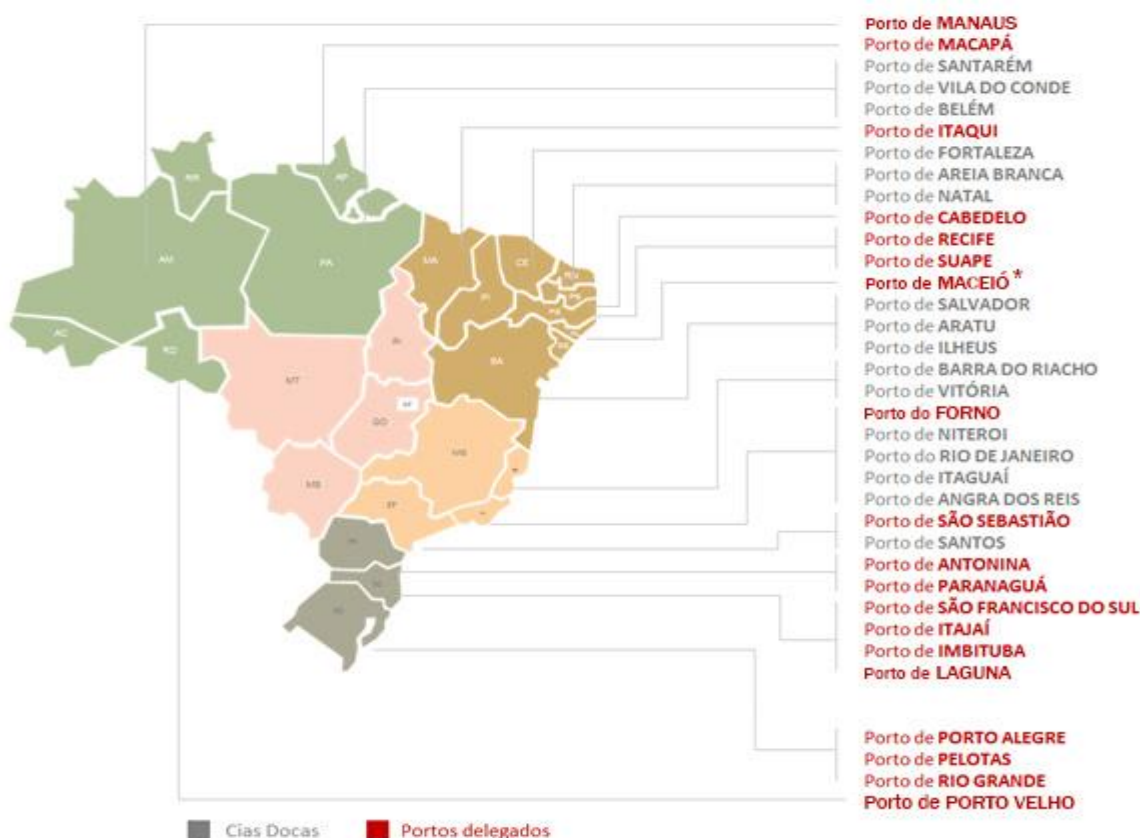 Porto de MANAUS
Porto de MACAPÁ
Porto de SANTARÉM
Porto de VILA DO CONDE
Porto de BELÉM
Porto de ITAQUI
Porto de FORTALEZA
Porto de AREIA BRANCA
Porto de NATAL
Porto de CABEDELO
Porto de RECIFE
Porto de SUAPE
Porto de MACEIÓ *
Porto de SALVADOR
Porto de ARATU
Porto de ILHEUS
Porto de BARRA DO RIACHO
Porto de VITÓRIA
Porto do FORNO
Porto de NITEROI
Porto do RIO DE JANEIRO
Porto de ITAGUAÍ
Porto de ANGRA DOS REIS
Porto de SÃO SEBASTIÃO
Porto de SANTOS
Porto de ANTONINA
Porto de PARANAGUÁ
Porto de SÃO FRANCISCO DO SUL
Porto de ITAJAÍ
Porto de IMBITUBA
Porto de LAGUNA
Porto de PORTO ALEGRE
Porto de PELOTAS
Porto de RIO GRANDE
Porto de PORTO VELHO
RR
AP
AM
PA
MA
CE
RN
PI
PB
PE
AC
RO
BA
MT
GO
DF
MG
MS
SP
Cias Docas
Portos delegados